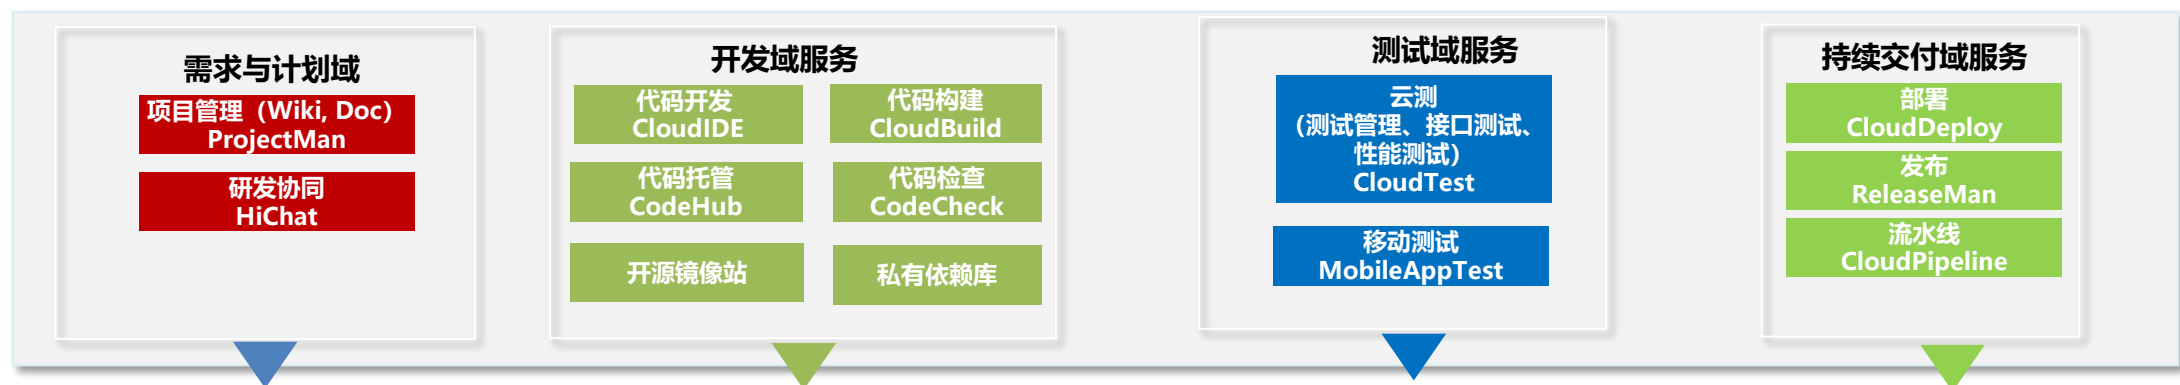 需求与计划域
项目管理（Wiki, Doc）
ProjectMan
研发协同
HiChat
开发域服务
代码开发
CloudIDE
代码构建
CloudBuild
代码托管
CodeHub
代码检查
CodeCheck
开源镜像站
私有依赖库
测试域服务
云测
（测试管理、接口测试、
性能测试）
CloudTest
移动测试
MobileAppTest
持续交付域服务
部署
CloudDeploy
发布
ReleaseMan
流水线
CloudPipeline